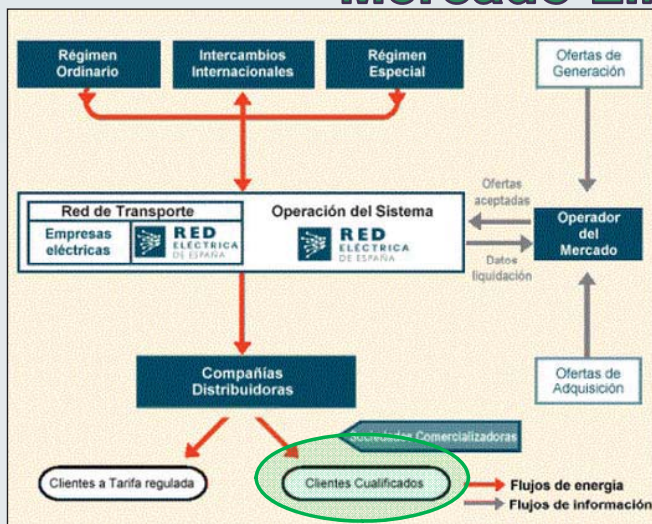 Régimen
Ordinario
Intercambios
Internacionales
Régimen
Especial
Ofertas de
Generación
Red de Transporte
Empresas
eléctricas
RED
ELÉCTRICA
DE ESPAÑA
Operación del Sistema
RED
ELÉCTRICA
DE ESPAÑA
Ofertas
aceptadas
Datos
liquidación
Operador
del
Mercado
Compañías
Distribuidoras
Ofertas de
Adquisición
Sociedades Comercializadoras
Clientes a Tarifa regulada
Clientes Cualificados
Flujos de energia
Flujos de información